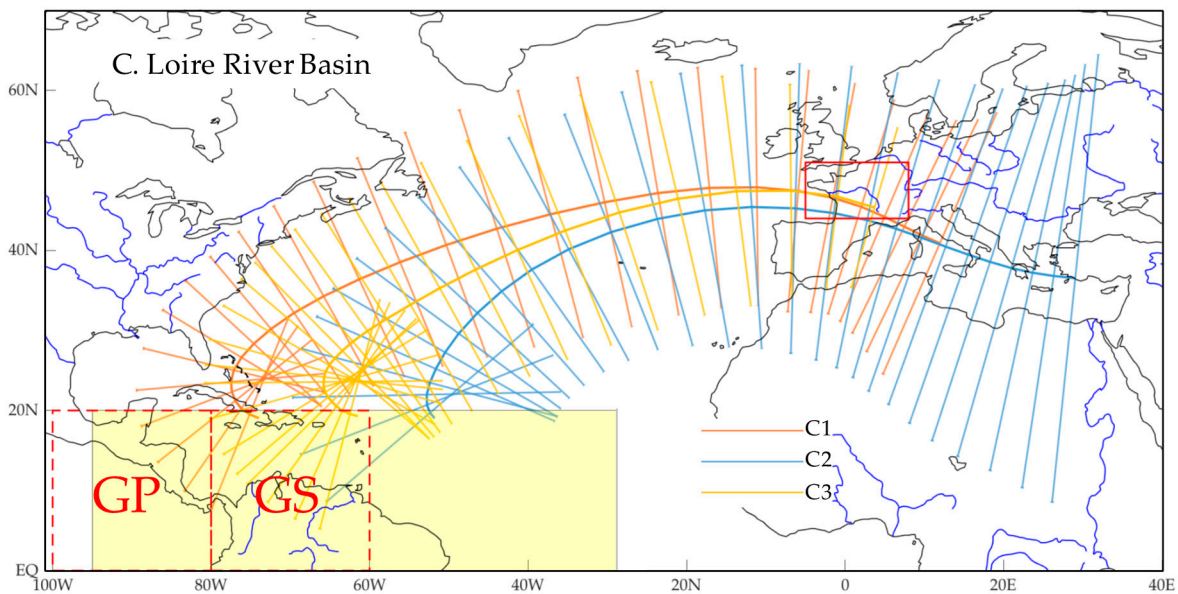 C. Loire River Basin
60N
40N
20N
GP
GS
C1
C2
C3
EQ
100W
80W
60W
40W
20N
0
20E
40E